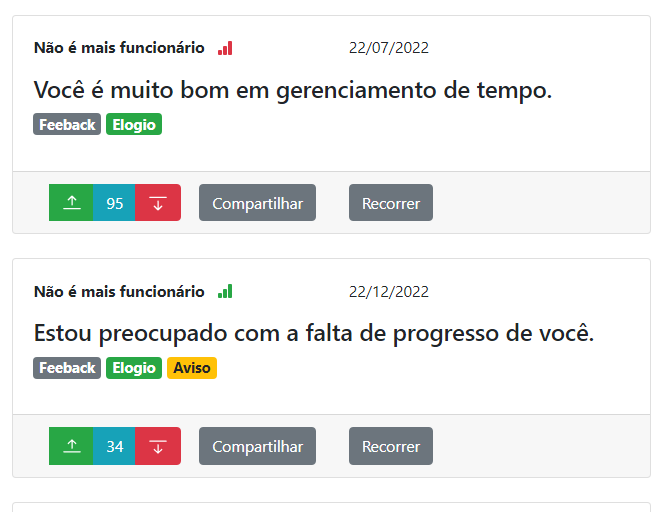 Não é mais funcionário 22/07/2022
Você é muito bom em gerenciamento de tempo.
Feeback Elogio
95 Compartilhar Recorrer
Não é mais funcionário 22/12/2022
Estou preocupado com a falta de progresso de você.
Feeback Elogio Aviso
34 Compartilhar Recorrer